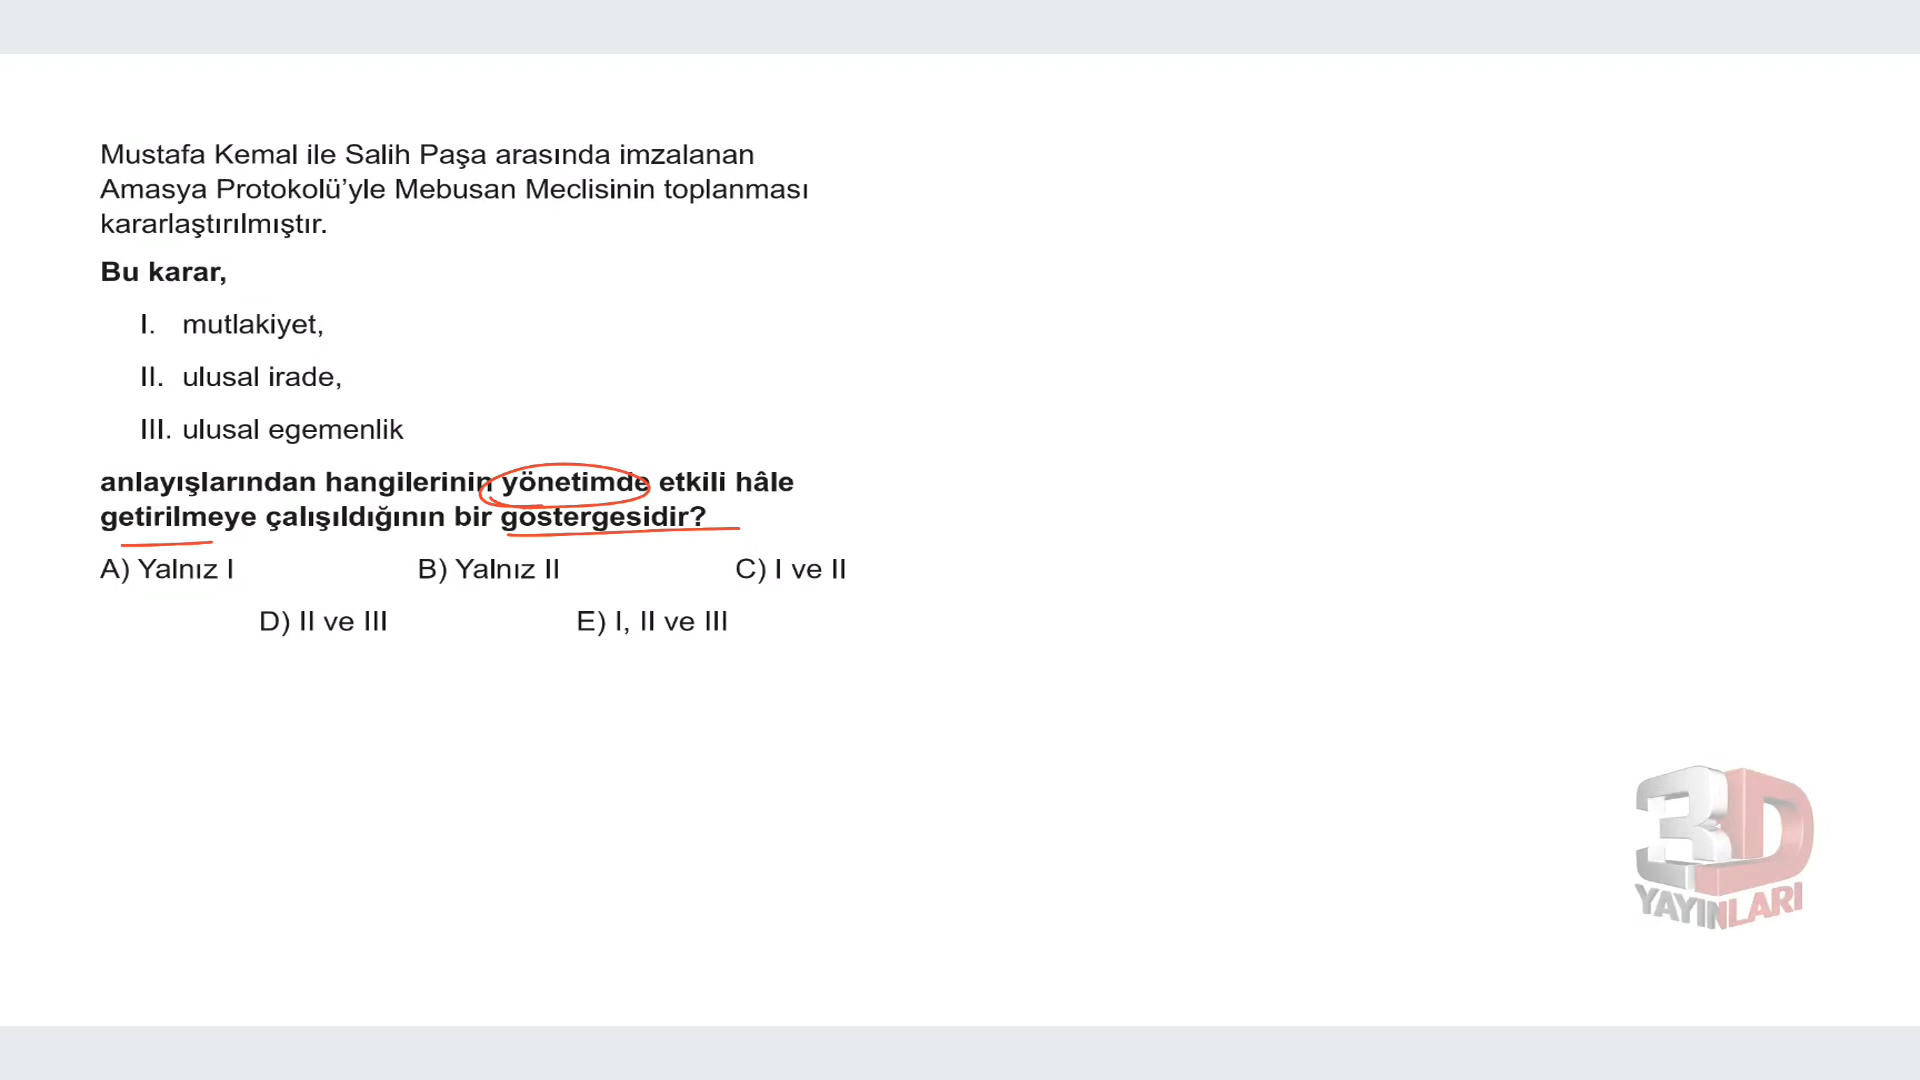 Mustafa Kemal ile Salih Paşa arasında imzalanan
Amasya Protokolü’yle Mebusan Meclisinin toplanması
kararlaştırılmıştır.
Bu karar,
I. mutlakiyet,
II. ulusal irade,
III. ulusal egemenlik
anlayışlarından hangilerinin yönetimde etkili hâle
getirilmeye çalışıldığının bir göstergesidir?
A) Yalnız I B) Yalnız II C) I ve II
D) II ve III E) I, II ve III
3D
YAYINLARI